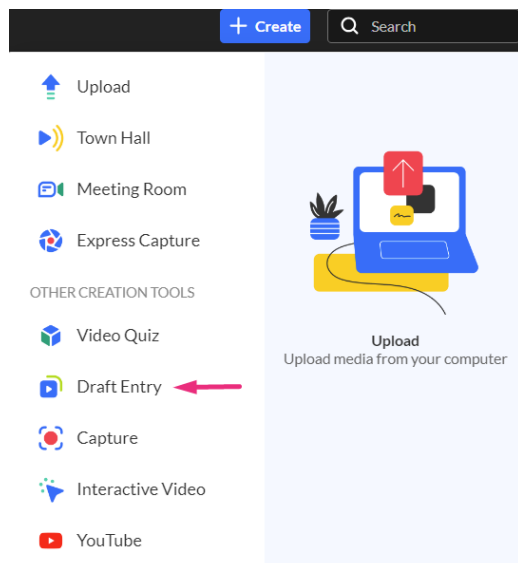 + Create
Search
Upload
Town Hall
Meeting Room
Express Capture
OTHER CREATION TOOLS
Video Quiz
Draft Entry
Capture
Interactive Video
YouTube
Upload
Upload media from your computer